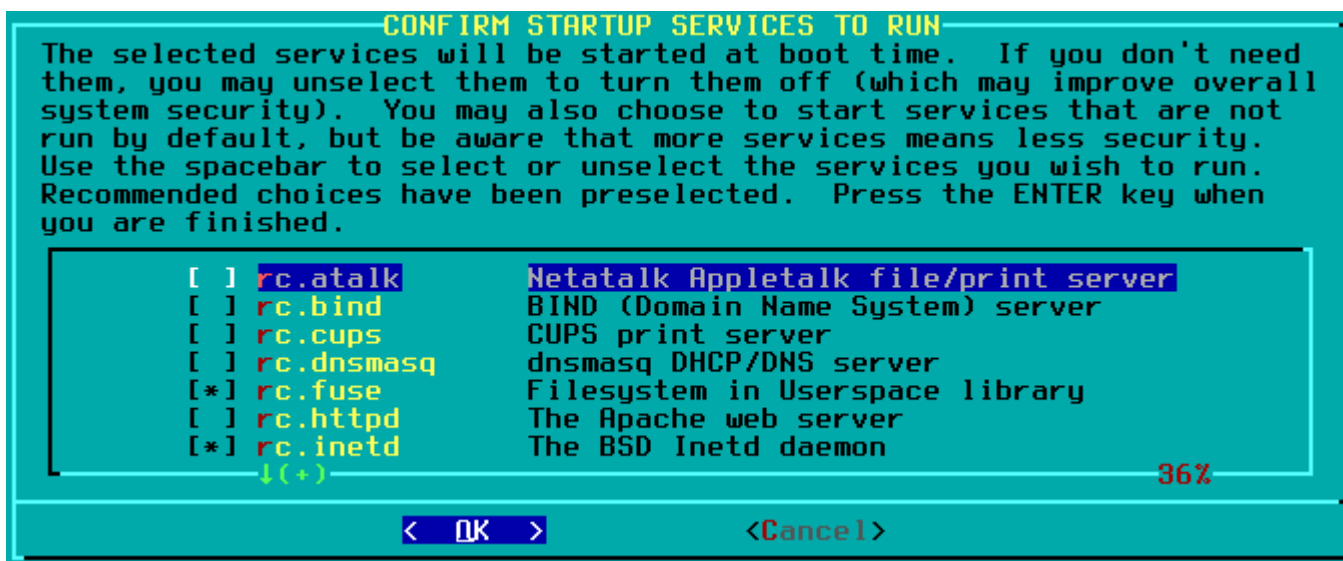 CONFIRM STARTUP SERVICES TO RUN
The selected services will be started at boot time.  If you don't need
them, you may unselect them to turn them off (which may improve overall
system security).  You may also choose to start services that are not
run by default, but be aware that more services means less security.
Use the spacebar to select or unselect the services you wish to run.
Recommended choices have been preselected.  Press the ENTER key when
you are finished.
[ ] rc.atalk Netatalk Appletalk file/print server
[ ] rc.bind BIND (Domain Name System) server
[ ] rc.cups CUPS print server
[ ] rc.dnsmasq dnsmasq DHCP/DNS server
[*] rc.fuse Filesystem in Userspace library
[ ] rc.httpd The Apache web server
[*] rc.inetd The BSD Inetd daemon
↓(+) 36%
< OK > <Cancel>